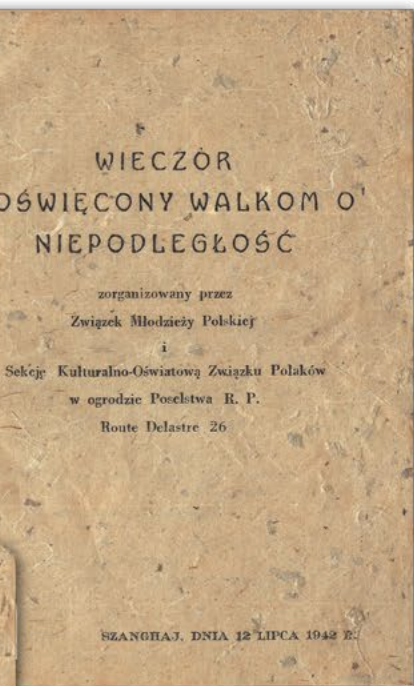 WIECZÓR
OŚWIĘCONY WALKOM O
NIEPODLEGŁOŚĆ
zorganizowany przez
Związek Młodzieży Polskiej
i
Sekcję Kulturalno-Oświatową Związku Polaków
w ogrodzie Poselstwa R. P.
Route Delastre 26
SZANGHAJ, DNIA 12 LIPCA 1942 R.